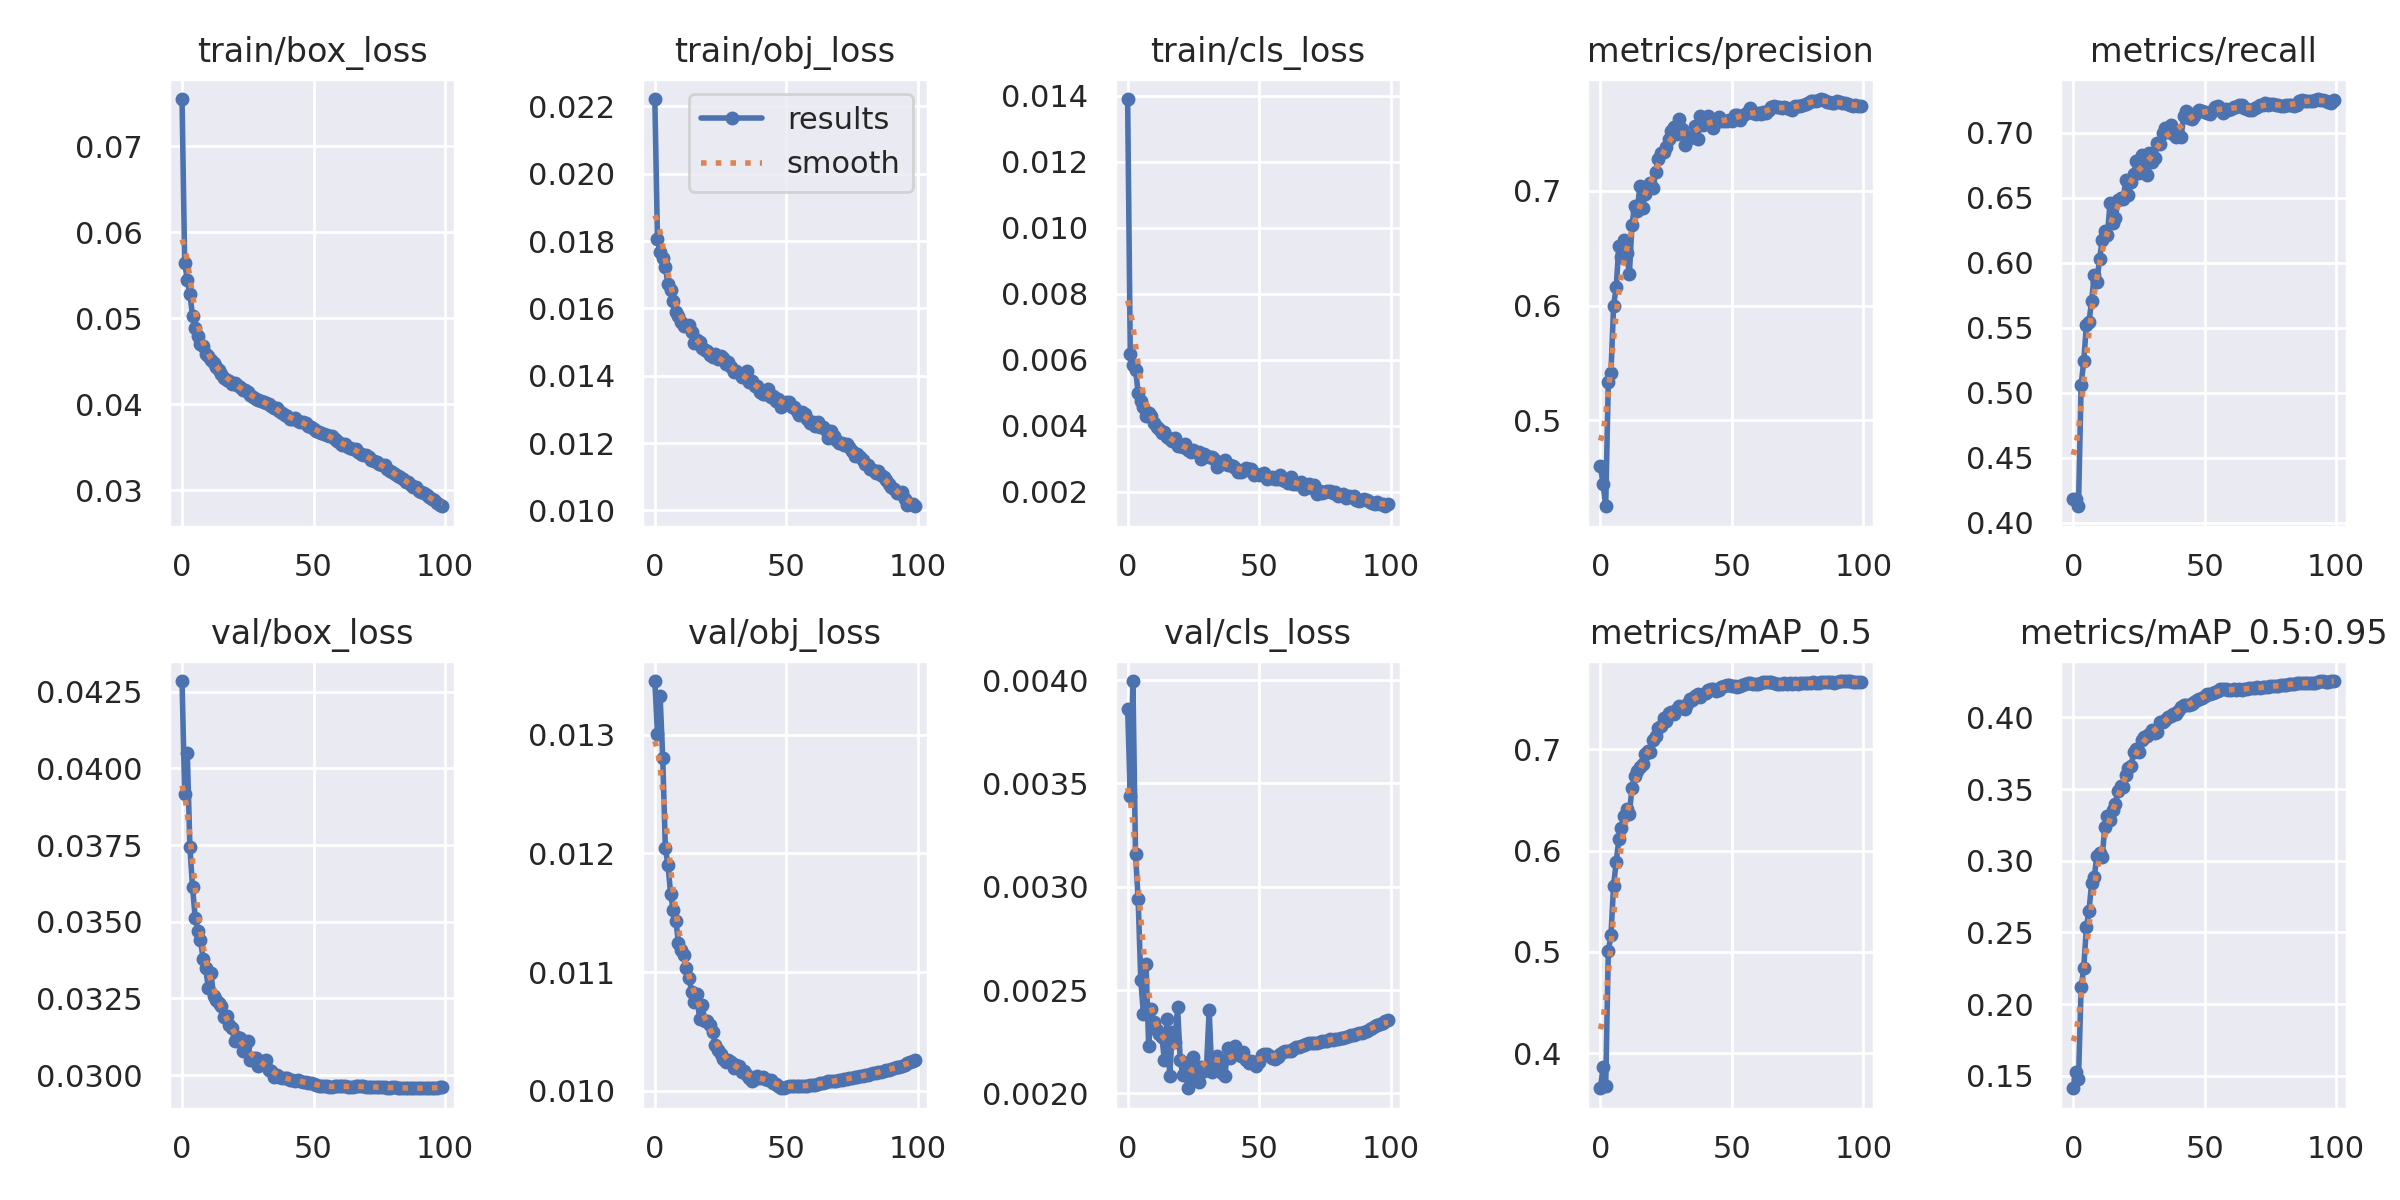 train/box_loss
0.07
0.06
0.05
0.04
0.03
0 50 100
train/obj_loss
results
smooth
0.022
0.020
0.018
0.016
0.014
0.012
0.010
0 50 100
train/cls_loss
0.014
0.012
0.010
0.008
0.006
0.004
0.002
0 50 100
metrics/precision
0.7
0.6
0.5
0 50 100
metrics/recall
0.70
0.65
0.60
0.55
0.50
0.45
0.40
0 50 100
val/box_loss
0.0425
0.0400
0.0375
0.0350
0.0325
0.0300
0 50 100
val/obj_loss
0.013
0.012
0.011
0.010
0 50 100
val/cls_loss
0.0040
0.0035
0.0030
0.0025
0.0020
0 50 100
metrics/mAP_0.5
0.7
0.6
0.5
0.4
0 50 100
metrics/mAP_0.5:0.95
0.40
0.35
0.30
0.25
0.20
0.15
0 50 100